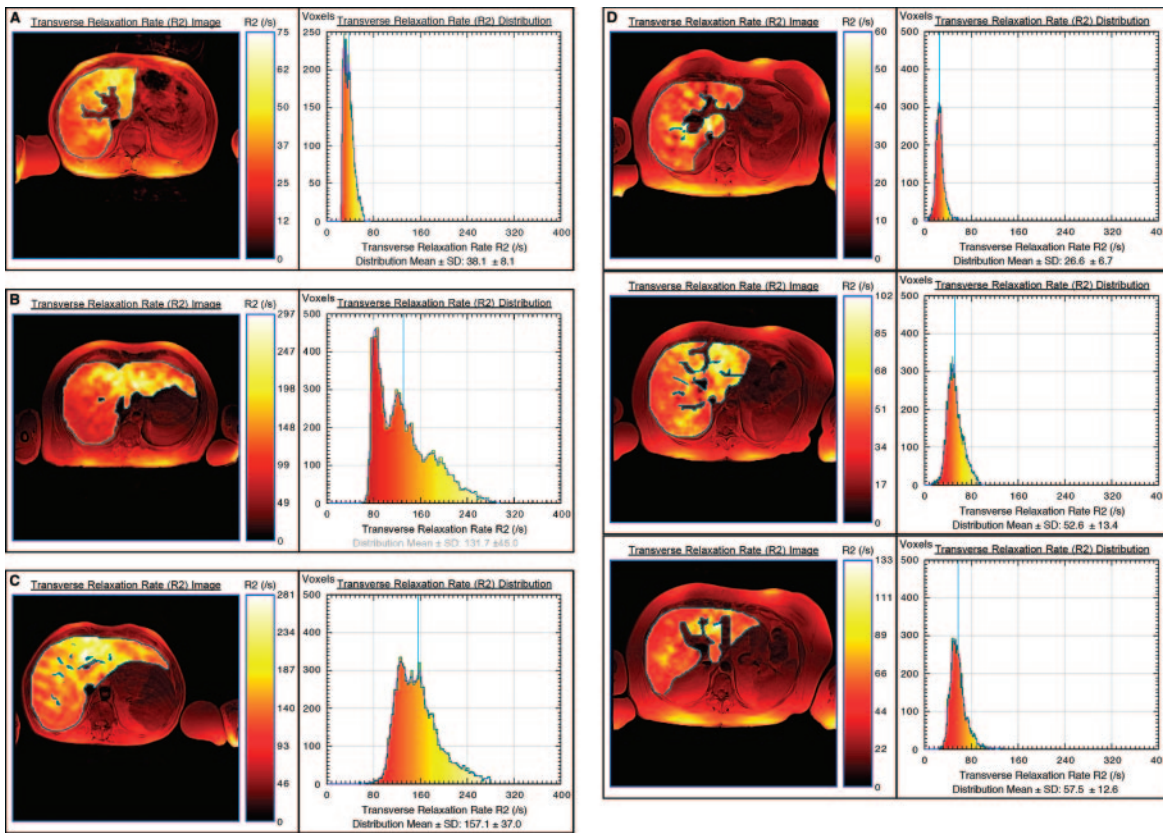 A
Transverse Relaxation Rate (R2) Image
R2 (/s)
75
62
50
37
25
12
0
Voxels
Transverse Relaxation Rate (R2) Distribution
250
200
150
100
50
0
0 80 160 240 320 400
Transverse Relaxation Rate R2 (/s)
Distribution Mean ± SD: 38.1 ± 8.1
B
Transverse Relaxation Rate (R2) Image
R2 (/s)
297
247
198
148
99
49
0
Voxels
Transverse Relaxation Rate (R2) Distribution
500
400
300
200
100
0
0 80 160 240 320 400
Transverse Relaxation Rate R2 (/s)
Distribution Mean ± SD: 131.7 ±45.0
C
Transverse Relaxation Rate (R2) Image
R2 (/s)
281
234
187
140
93
46
0
Voxels
Transverse Relaxation Rate (R2) Distribution
500
400
300
200
100
0
0 80 160 240 320 400
Transverse Relaxation Rate R2 (/s)
Distribution Mean ± SD: 157.1 ± 37.0
D
Transverse Relaxation Rate (R2) Image
R2 (/s)
60
50
40
30
20
10
0
Voxels
Transverse Relaxation Rate (R2) Distribution
500
400
300
200
100
0
0 80 160 240 320 40
Transverse Relaxation Rate R2 (/s)
Distribution Mean ± SD: 26.6 ± 6.7
Transverse Relaxation Rate (R2) Image
R2 (/s)
102
85
68
51
34
17
0
Voxels
Transverse Relaxation Rate (R2) Distribution
500
400
300
200
100
0
0 80 160 240 320 40
Transverse Relaxation Rate R2 (/s)
Distribution Mean ± SD: 52.6 ± 13.4
Transverse Relaxation Rate (R2) Image
R2 (/s)
133
111
89
66
44
22
0
Voxels
Transverse Relaxation Rate (R2) Distribution
500
400
300
200
100
0
0 80 160 240 320 40
Transverse Relaxation Rate R2 (/s)
Distribution Mean ± SD: 57.5 ± 12.6